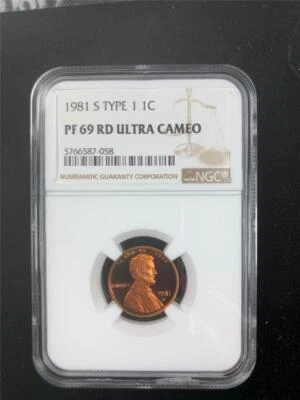 1981 S TYPE 1 1C
PF 69 RD ULTRA CAMEO
5766587-058
NUMISMATIC GUARANTY CORPORATION
NGC
LIBERTY
1981
S